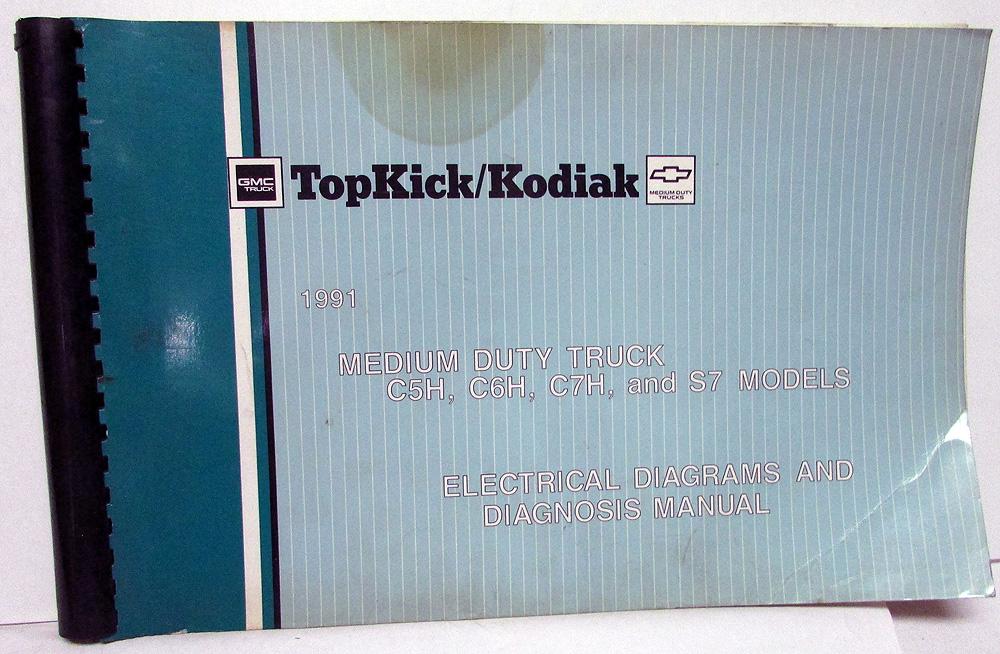 GMC
TRUCK
TopKick/Kodiak
MEDIUM DUTY
TRUCKS
1991
MEDIUM DUTY TRUCK
C5H, C6H, C7H, and S7 MODELS
ELECTRICAL DIAGRAMS AND
DIAGNOSIS MANUAL